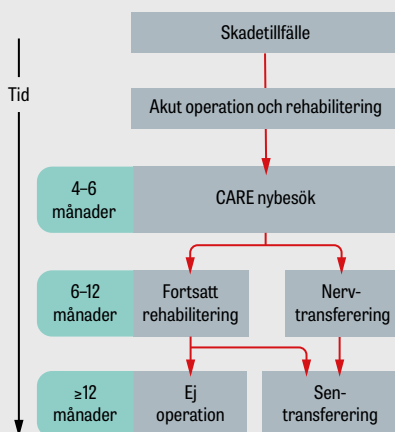 Skadetillfälle
Tid
Akut operation och rehabilitering
4–6
månader
CARE nybesök
6–12
månader
Fortsatt
rehabilitering
Nerv-
transferering
≥12
månader
Ej
operation
Sen-
transferering